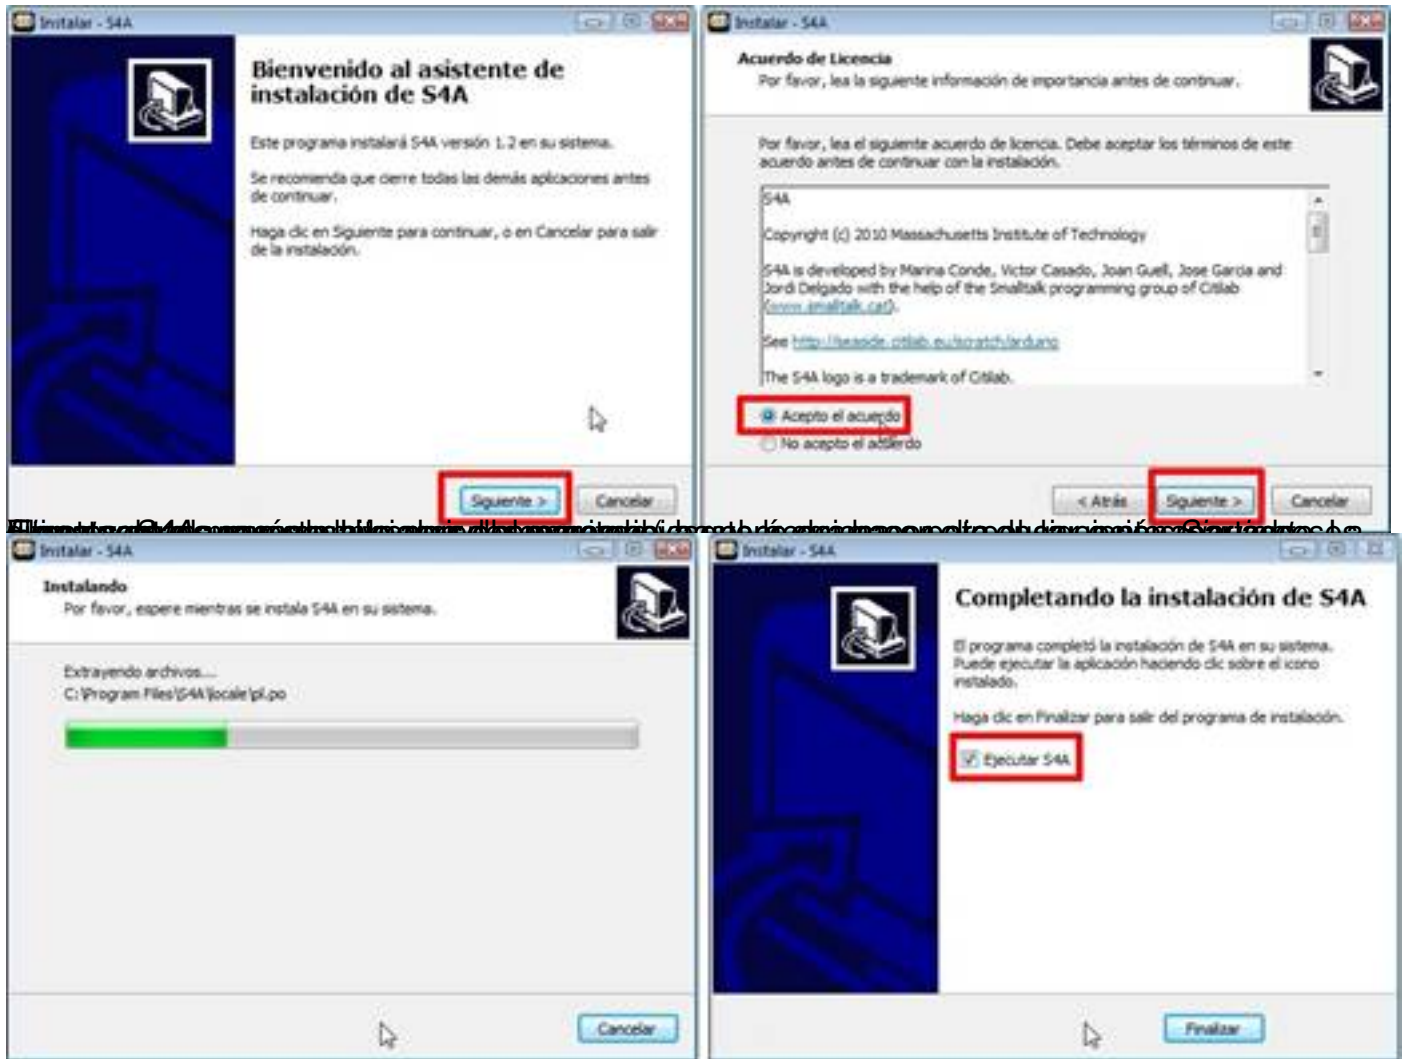 Instalar - S4A
Bienvenido al asistente de
instalación de S4A
Este programa instalará S4A versión 1.2 en su sistema.
Se recomienda que cierre todas las demás aplicaciones antes
de continuar.
Haga clic en Siguiente para continuar, o en Cancelar para salir
de la instalación.
Siguiente >
Cancelar
Instalar - S4A
Acuerdo de Licencia
Por favor, lea la siguiente información de importancia antes de continuar.
Por favor, lea el siguiente acuerdo de licencia. Debe aceptar los términos de este
acuerdo antes de continuar con la instalación.
S4A
Copyright (c) 2010 Massachusetts Institute of Technology
S4A is developed by Marina Conde, Victor Casado, Joan Guell, Jose Garcia and
Jordi Delgado with the help of the Smalltalk programming group of Citilab
(www.smalltalk.cat).
See http://seaside.citilab.eu/scratch/arduino
The S4A logo is a trademark of Citilab.
Acepto el acuerdo
No acepto el acuerdo
< Atrás
Siguiente >
Cancelar
Instalar - S4A
Instalando
Por favor, espere mientras se instala S4A en su sistema.
Extrayendo archivos...
C:\Program Files\S4A\locale\pl.po
Cancelar
Instalar - S4A
Completando la instalación de S4A
El programa completó la instalación de S4A en su sistema.
Puede ejecutar la aplicación haciendo clic sobre el icono
instalado.
Haga clic en Finalizar para salir del programa de instalación.
Ejecutar S4A
Finalizar